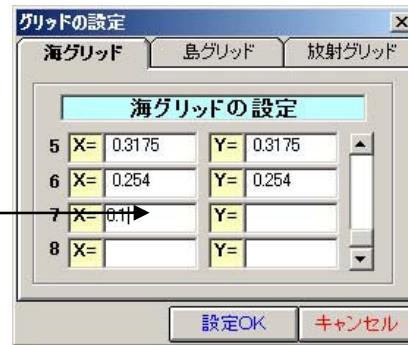 グリッドの設定
海グリッド 島グリッド 放射グリッド
海グリッドの設定
5 X= 0.3175 Y= 0.3175
6 X= 0.254 Y= 0.254
7 X= 0.1 Y=
8 X= Y=
設定OK キャンセル